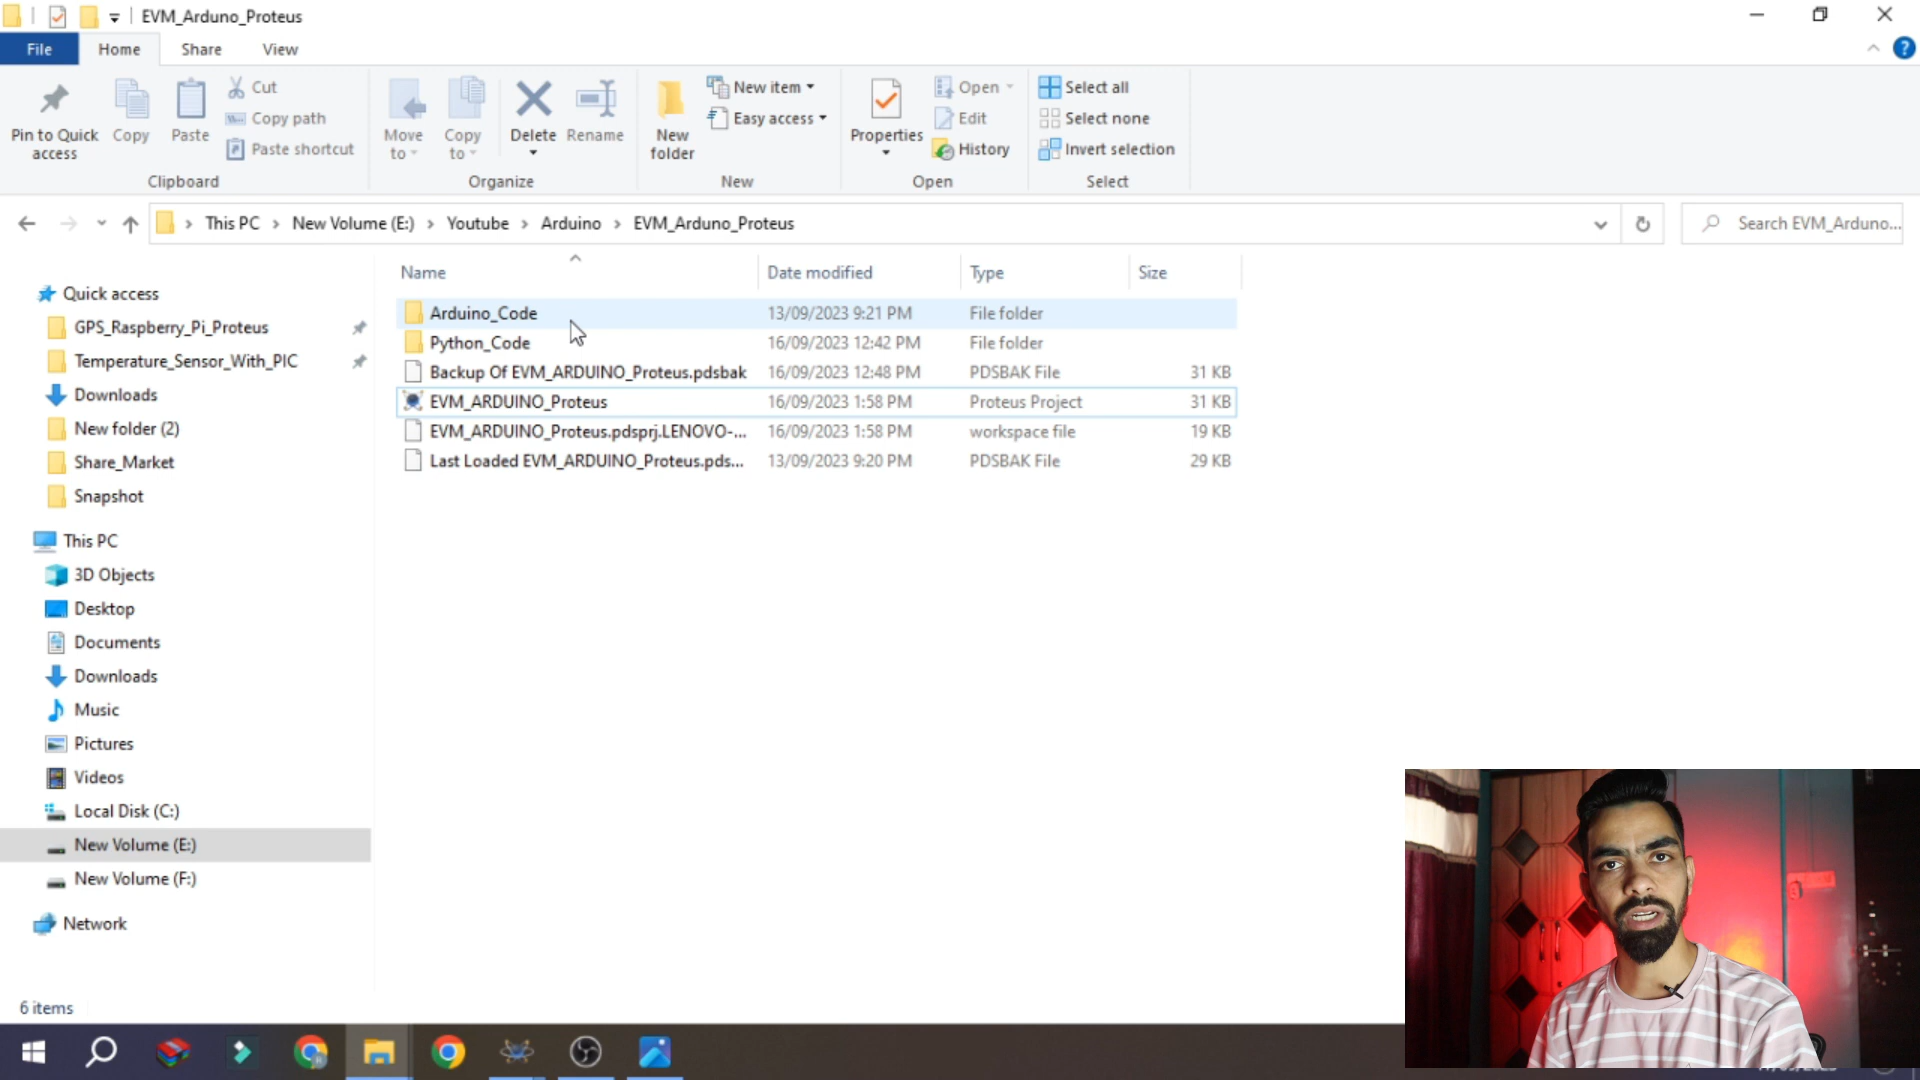 EVM_Arduno_Proteus
File
Home
Share
View
Pin to Quick
access
Copy
Paste
Cut
Copy path
Paste shortcut
Clipboard
Move
to
Copy
to
Delete
Rename
Organize
New
folder
New item
Easy access
New
Properties
Open
Edit
History
Open
Select all
Select none
Invert selection
Select
This PC > New Volume (E:) > Youtube > Arduino > EVM_Arduno_Proteus
Search EVM_Arduno...
Name Date modified Type Size
Arduino_Code 13/09/2023 9:21 PM File folder
Python_Code 16/09/2023 12:42 PM File folder
Backup Of EVM_ARDUINO_Proteus.pdsbak 16/09/2023 12:48 PM PDSBAK File 31 KB
EVM_ARDUINO_Proteus 16/09/2023 1:58 PM Proteus Project 31 KB
EVM_ARDUINO_Proteus.pdsprj.LENOVO-... 16/09/2023 1:58 PM workspace file 19 KB
Last Loaded EVM_ARDUINO_Proteus.pds... 13/09/2023 9:20 PM PDSBAK File 29 KB
Quick access
GPS_Raspberry_Pi_Proteus
Temperature_Sensor_With_PIC
Downloads
New folder (2)
Share_Market
Snapshot
This PC
3D Objects
Desktop
Documents
Downloads
Music
Pictures
Videos
Local Disk (C:)
New Volume (E:)
New Volume (F:)
Network
6 items